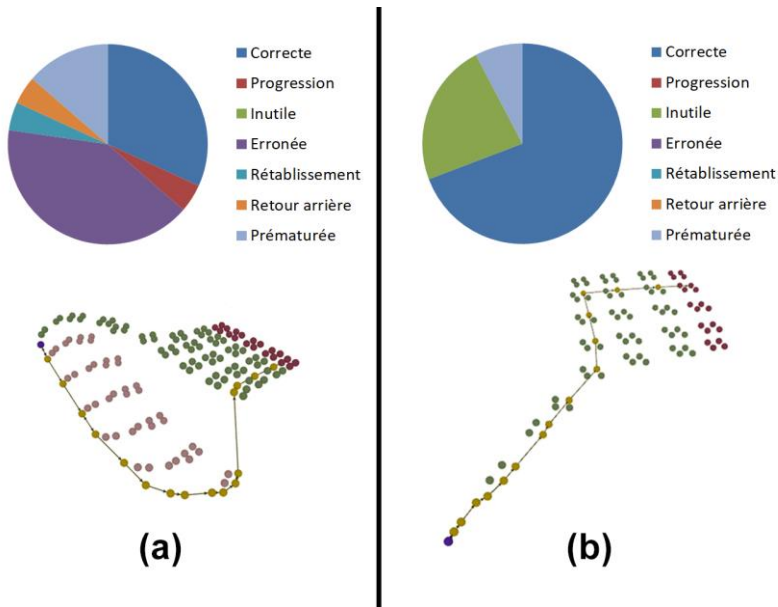 Correcte
Progression
Inutile
Erronée
Rétablissement
Retour arrière
Prématurée
(a)
Correcte
Progression
Inutile
Erronée
Rétablissement
Retour arrière
Prématurée
(b)